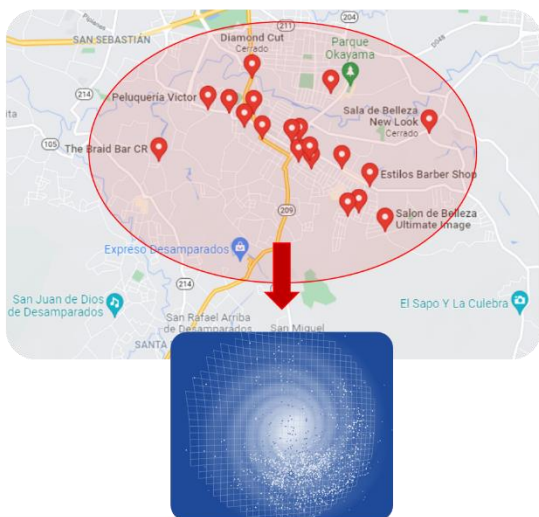 204
211
SAN SEBASTIÁN
Diamond Cut
Cerrado
Parque
Okayama
214
Peluquería Victor
Sala de Belleza
New Look
Cerrado
105
The Braid Bar CR
Estilos Barber Shop
209
Salon de Belleza
Ultimate Image
Expreso Desamparados
214
San Juan de Dios
de Desamparados
El Sapo Y La Culebra
San Rafael Arriba
de Desamparados
San Miguel